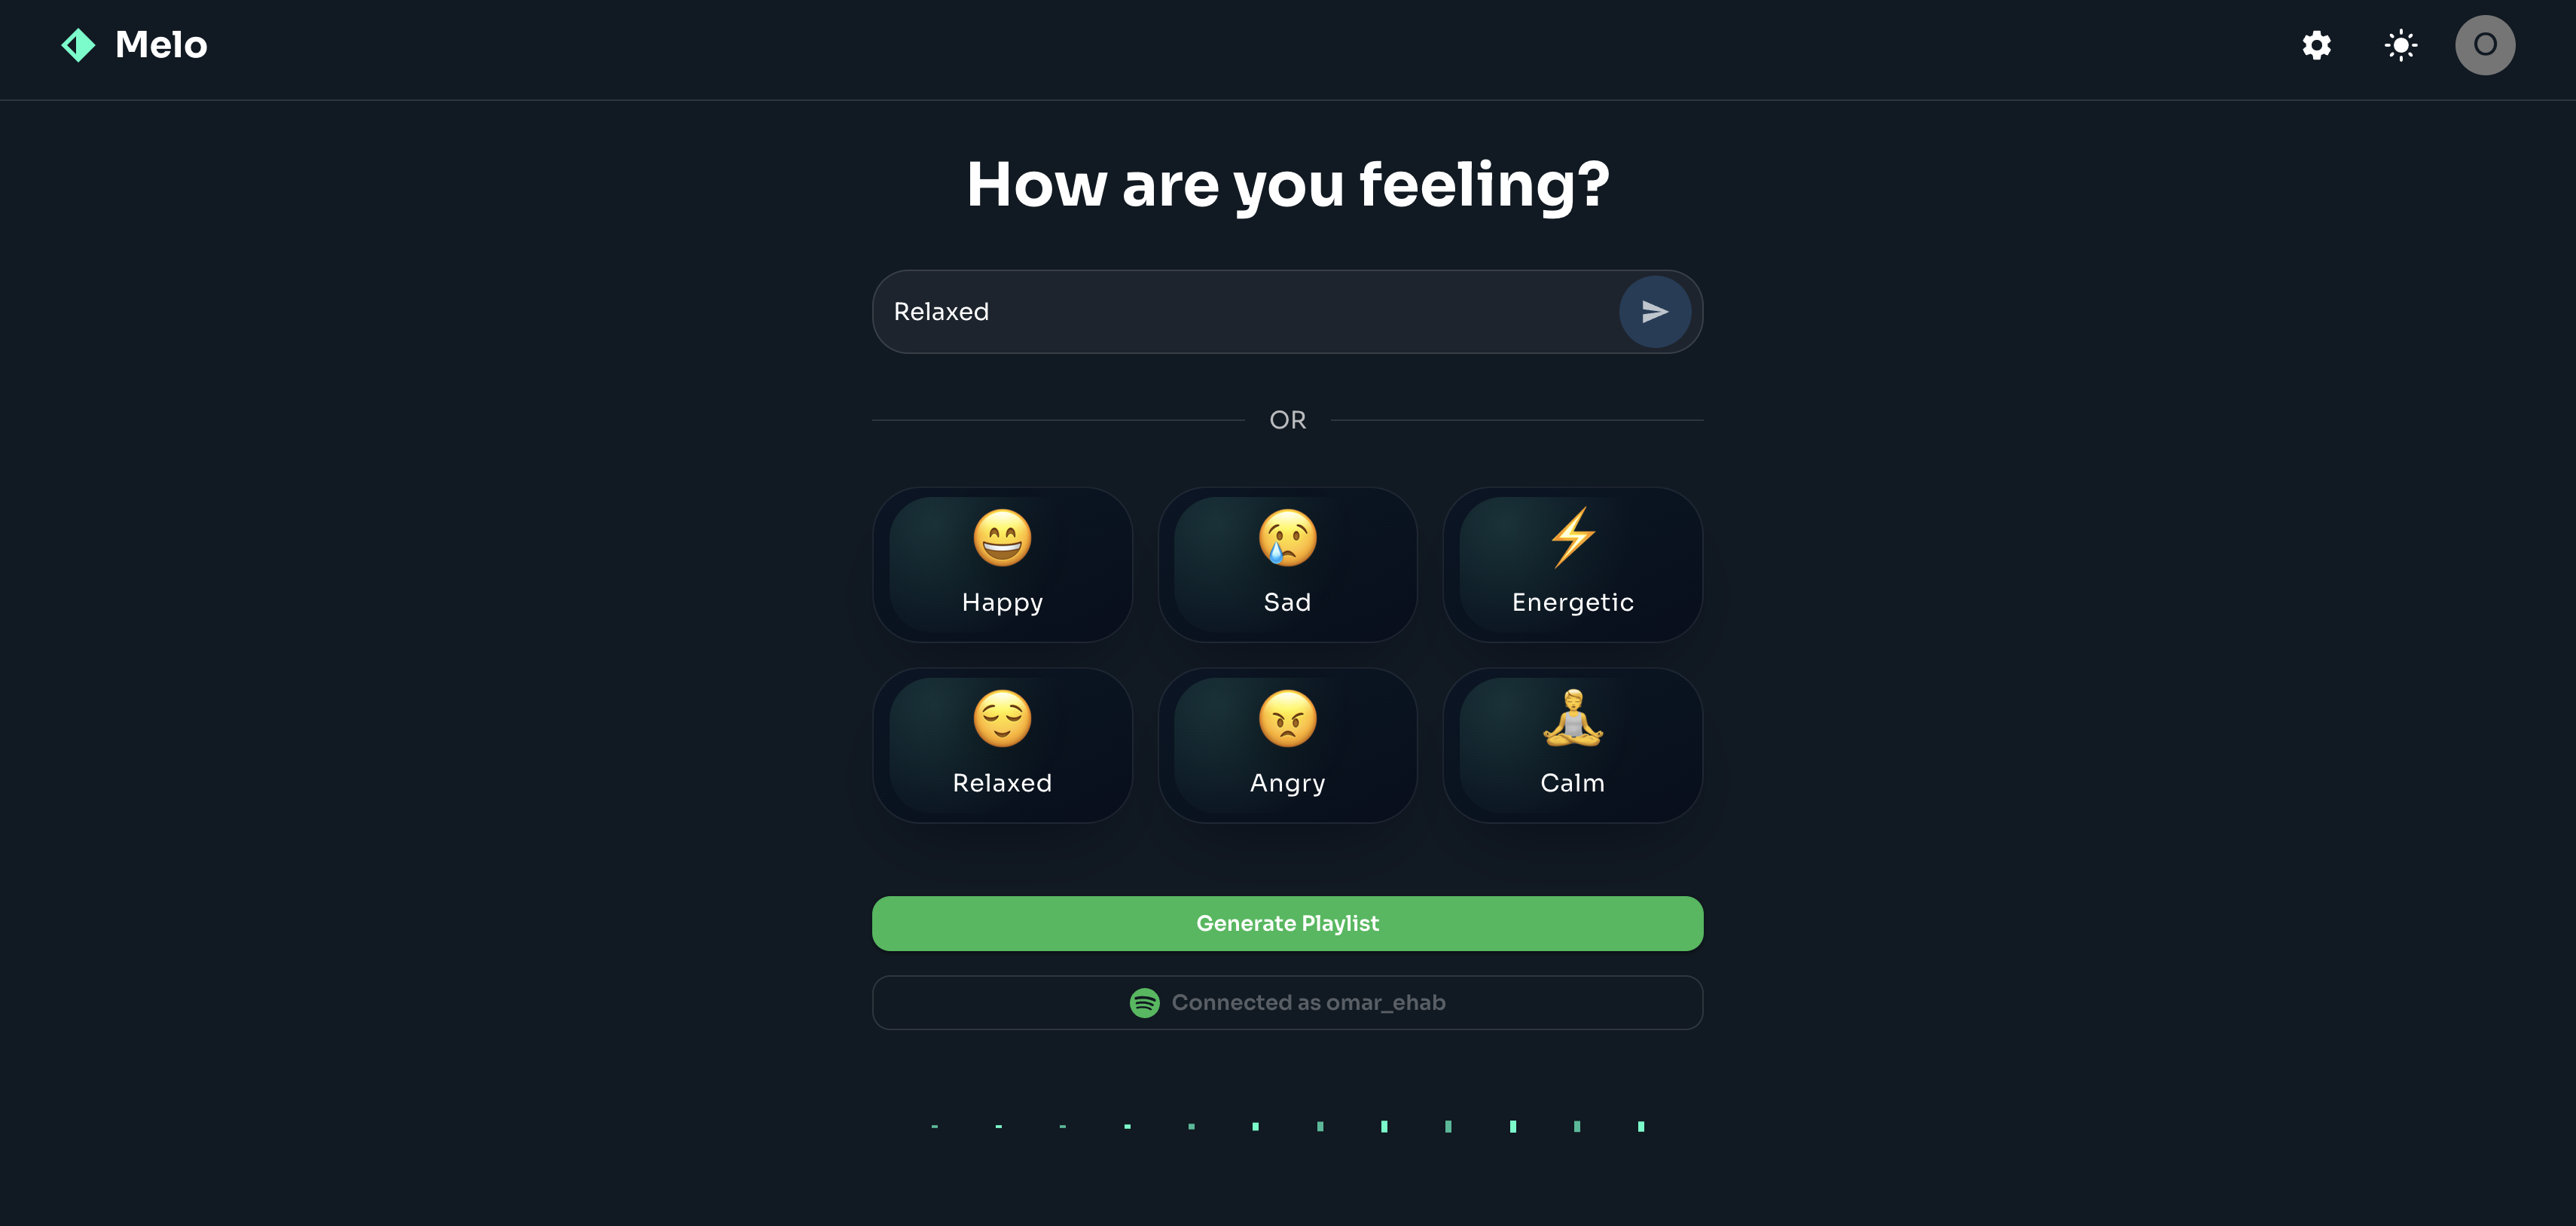 Melo
O
How are you feeling?
Relaxed
OR
Happy
Sad
Energetic
Relaxed
Angry
Calm
Generate Playlist
Connected as omar_ehab